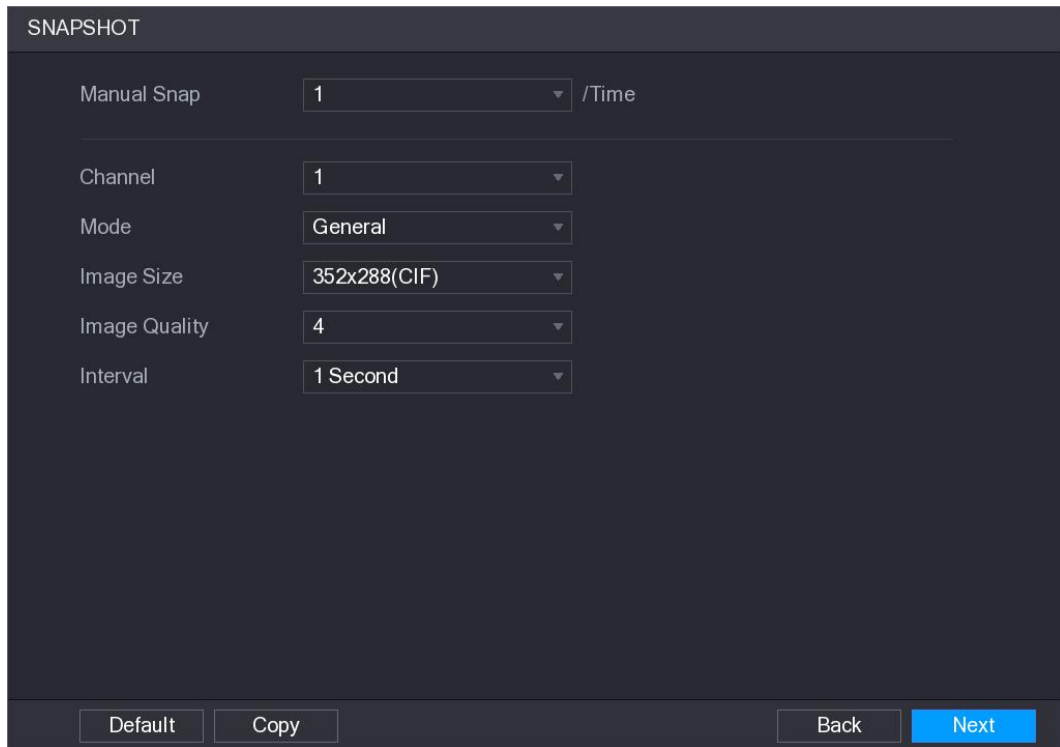 SNAPSHOT
Manual Snap 1 /Time
Channel 1
Mode General
Image Size 352x288(CIF)
Image Quality 4
Interval 1 Second
Default Copy Back Next